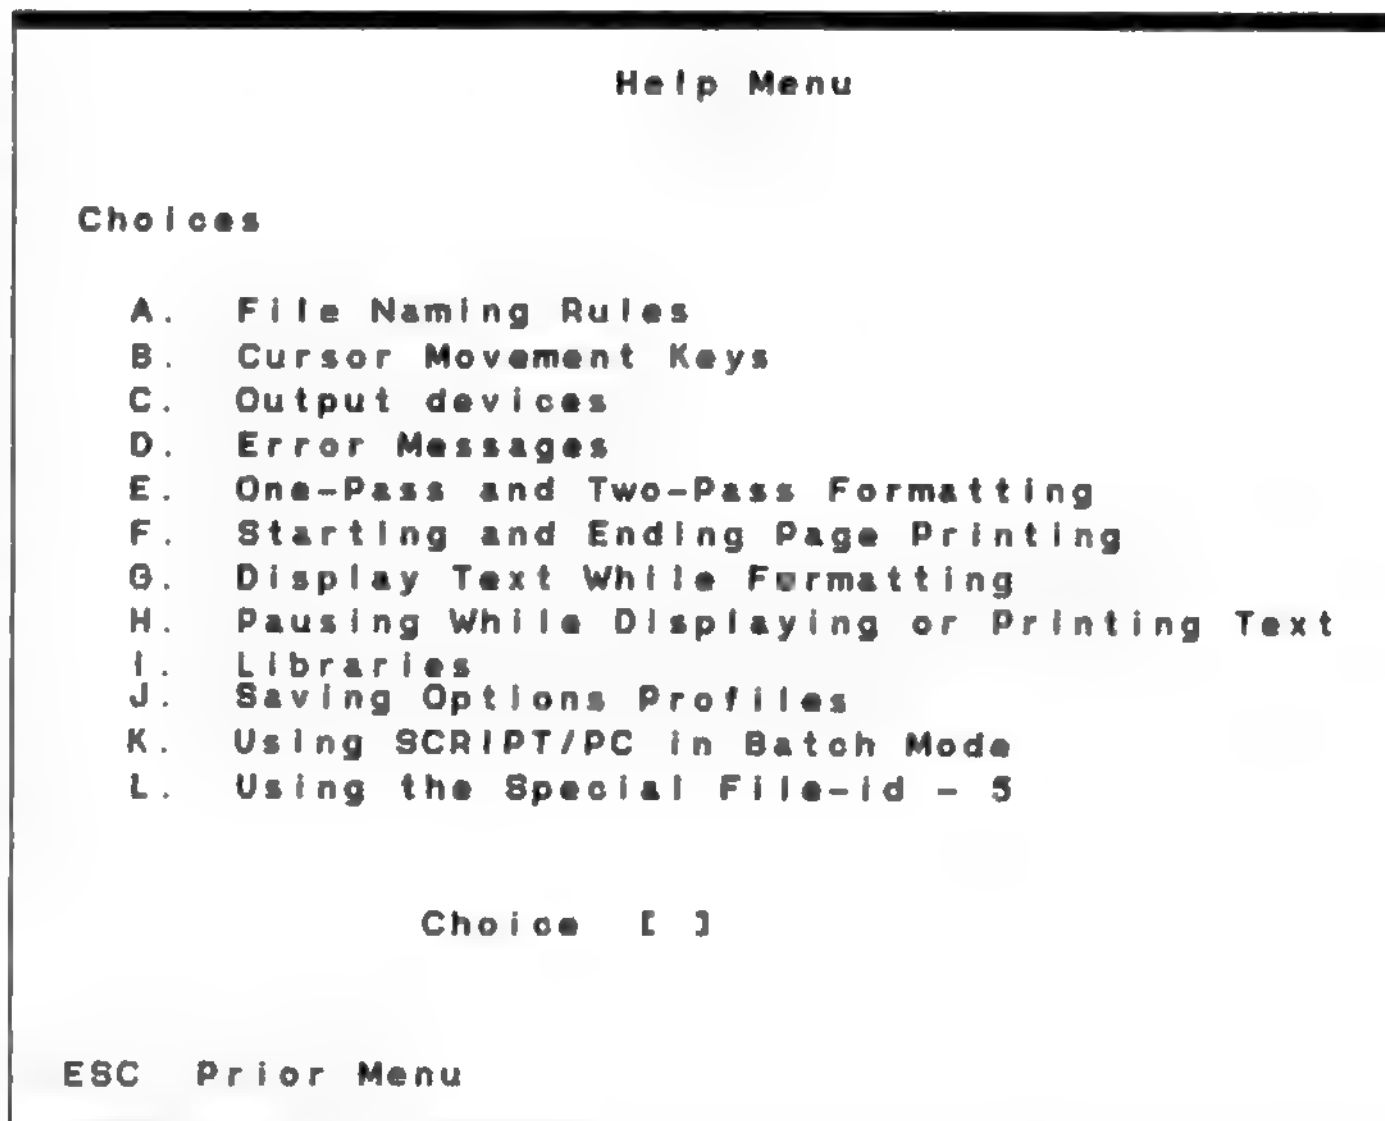 Help Menu
Choices
A. File Naming Rules
B. Cursor Movement Keys
C. Output devices
D. Error Messages
E. One-Pass and Two-Pass Formatting
F. Starting and Ending Page Printing
G. Display Text While Formatting
H. Pausing While Displaying or Printing Text
I. Libraries
J. Saving Options Profiles
K. Using SCRIPT/PC in Batch Mode
L. Using the Special File-id - 5
Choice [ ]
ESC Prior Menu